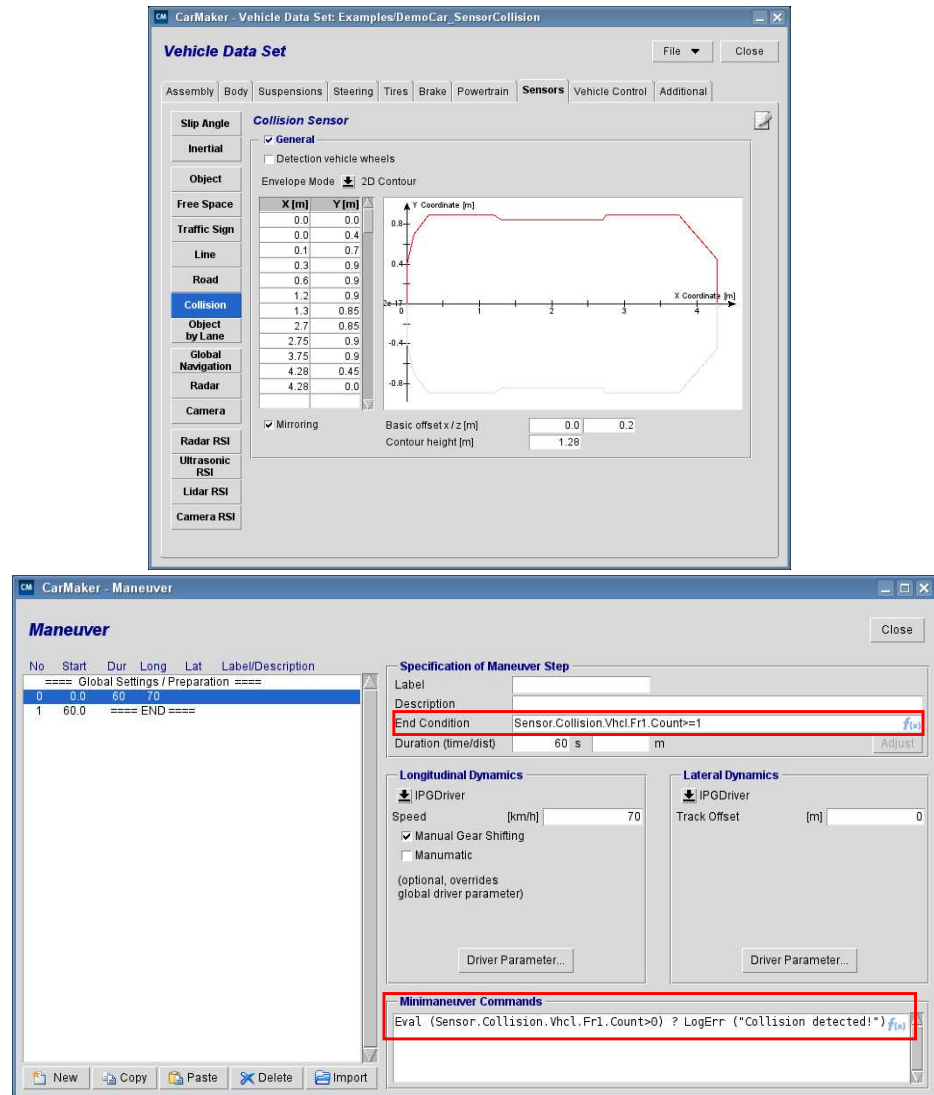 CM CarMaker - Vehicle Data Set: Examples/DemoCar_SensorCollision
Vehicle Data Set
File
Close
Assembly Body Suspensions Steering Tires Brake Powertrain Sensors Vehicle Control Additional
Slip Angle
Inertial
Object
Free Space
Traffic Sign
Line
Road
Collision
Object by Lane
Global Navigation
Radar
Camera
Radar RSI
Ultrasonic RSI
Lidar RSI
Camera RSI
Collision Sensor
General
Detection vehicle wheels
Envelope Mode 2D Contour
X [m] Y [m]
0.0 0.0
0.0 0.4
0.1 0.7
0.3 0.9
0.6 0.9
1.2 0.9
1.3 0.85
2.7 0.85
2.75 0.9
3.75 0.9
4.28 0.45
4.28 0.0
Y Coordinate [m]
0.8
0.4
2e-17
X Coordinate [m]
0 1 2 3 4
-0.4
-0.8
Mirroring
Basic offset x / z [m] 0.0 0.2
Contour height [m] 1.28
CM CarMaker - Maneuver
Maneuver
Close
No Start Dur Long Lat Label/Description
==== Global Settings / Preparation ====
0 0.0 60 70
1 60.0 ==== END ====
New Copy Paste Delete Import
Specification of Maneuver Step
Label
Description
End Condition Sensor.Collision.Vhcl.Fr1.Count>=1 f(x)
Duration (time/dist) 60 s m Adjust
Longitudinal Dynamics
IPGDriver
Speed [km/h] 70
Manual Gear Shifting
Manumatic
(optional, overrides
global driver parameter)
Driver Parameter...
Lateral Dynamics
IPGDriver
Track Offset [m] 0
Driver Parameter...
Minimaneuver Commands
Eval (Sensor.Collision.Vhcl.Fr1.Count>0) ? LogErr ("Collision detected!") f(x)